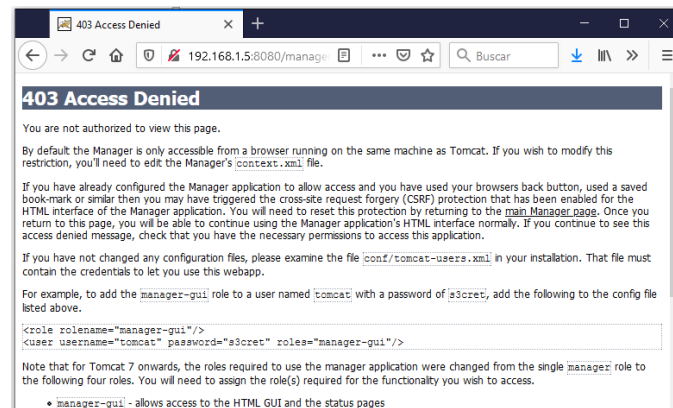 403 Access Denied
192.168.1.5:8080/manage
Buscar
403 Access Denied
You are not authorized to view this page.
By default the Manager is only accessible from a browser running on the same machine as Tomcat. If you wish to modify this
restriction, you'll need to edit the Manager's context.xml file.
If you have already configured the Manager application to allow access and you have used your browsers back button, used a saved
book-mark or similar then you may have triggered the cross-site request forgery (CSRF) protection that has been enabled for the
HTML interface of the Manager application. You will need to reset this protection by returning to the main Manager page. Once you
return to this page, you will be able to continue using the Manager application's HTML interface normally. If you continue to see this
access denied message, check that you have the necessary permissions to access this application.
If you have not changed any configuration files, please examine the file conf/tomcat-users.xml in your installation. That file must
contain the credentials to let you use this webapp.
For example, to add the manager-gui role to a user named tomcat with a password of s3cret, add the following to the config file
listed above.
<role rolename="manager-gui"/>
<user username="tomcat" password="s3cret" roles="manager-gui"/>
Note that for Tomcat 7 onwards, the roles required to use the manager application were changed from the single manager role to
the following four roles. You will need to assign the role(s) required for the functionality you wish to access.
• manager-gui - allows access to the HTML GUI and the status pages